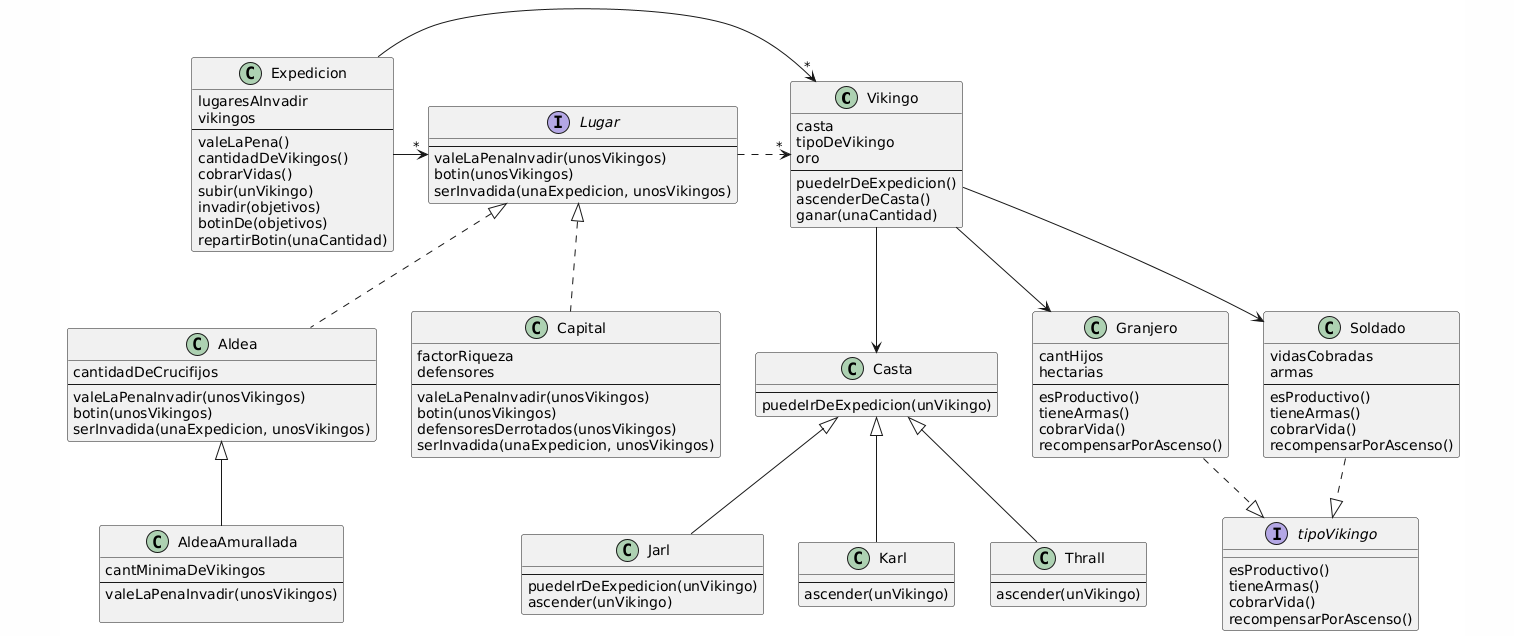 C Expedicion
lugaresAInvadir
vikingos
valeLaPena()
cantidadDeVikingos()
cobrarVidas()
subir(unVikingo)
invadir(objetivos)
botinDe(objetivos)
repartirBotin(unaCantidad)
*
I Lugar
valeLaPenaInvadir(unosVikingos)
botin(unosVikingos)
serInvadida(unaExpedicion, unosVikingos)
*
*
C Vikingo
casta
tipoDeVikingo
oro
puedeIrDeExpedicion()
ascenderDeCasta()
ganar(unaCantidad)
C Aldea
cantidadDeCrucifijos
valeLaPenaInvadir(unosVikingos)
botin(unosVikingos)
serInvadida(unaExpedicion, unosVikingos)
C Capital
factorRiqueza
defensores
valeLaPenaInvadir(unosVikingos)
botin(unosVikingos)
defensoresDerrotados(unosVikingos)
serInvadida(unaExpedicion, unosVikingos)
C Casta
puedeIrDeExpedicion(unVikingo)
C Granjero
cantHijos
hectarias
esProductivo()
tieneArmas()
cobrarVida()
recompensarPorAscenso()
C Soldado
vidasCobradas
armas
esProductivo()
tieneArmas()
cobrarVida()
recompensarPorAscenso()
C AldeaAmurallada
cantMinimaDeVikingos
valeLaPenaInvadir(unosVikingos)
C Jarl
puedeIrDeExpedicion(unVikingo)
ascender(unVikingo)
C Karl
ascender(unVikingo)
C Thrall
ascender(unVikingo)
I tipoVikingo
esProductivo()
tieneArmas()
cobrarVida()
recompensarPorAscenso()